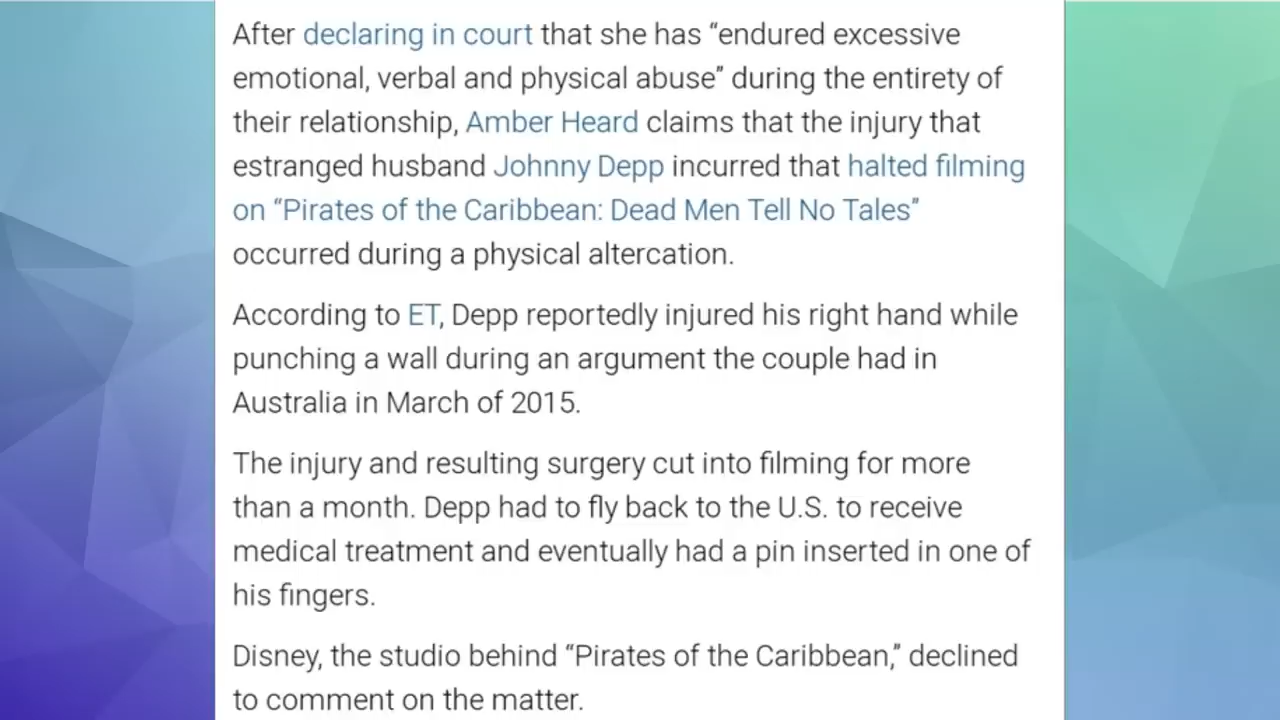 After declaring in court that she has “endured excessive
emotional, verbal and physical abuse” during the entirety of
their relationship, Amber Heard claims that the injury that
estranged husband Johnny Depp incurred that halted filming
on “Pirates of the Caribbean: Dead Men Tell No Tales”
occurred during a physical altercation.
According to ET, Depp reportedly injured his right hand while
punching a wall during an argument the couple had in
Australia in March of 2015.
The injury and resulting surgery cut into filming for more
than a month. Depp had to fly back to the U.S. to receive
medical treatment and eventually had a pin inserted in one of
his fingers.
Disney, the studio behind “Pirates of the Caribbean,” declined
to comment on the matter.